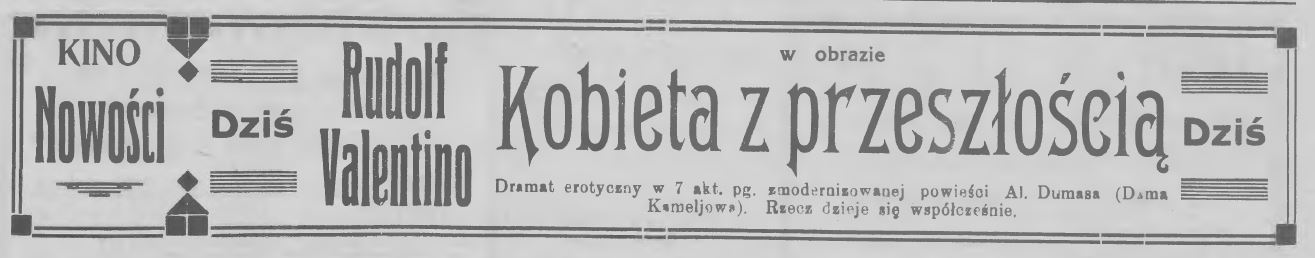 KINO
Nowości
Dziś
Rudolf
Valentino
w obrazie
Kobieta z przeszłością
Dramat erotyczny w 7 akt. pg. zmodernizowanej powieści Al. Dumasa (Dama
Kameljowa). Rzecz dzieje się współcześnie.
Dziś